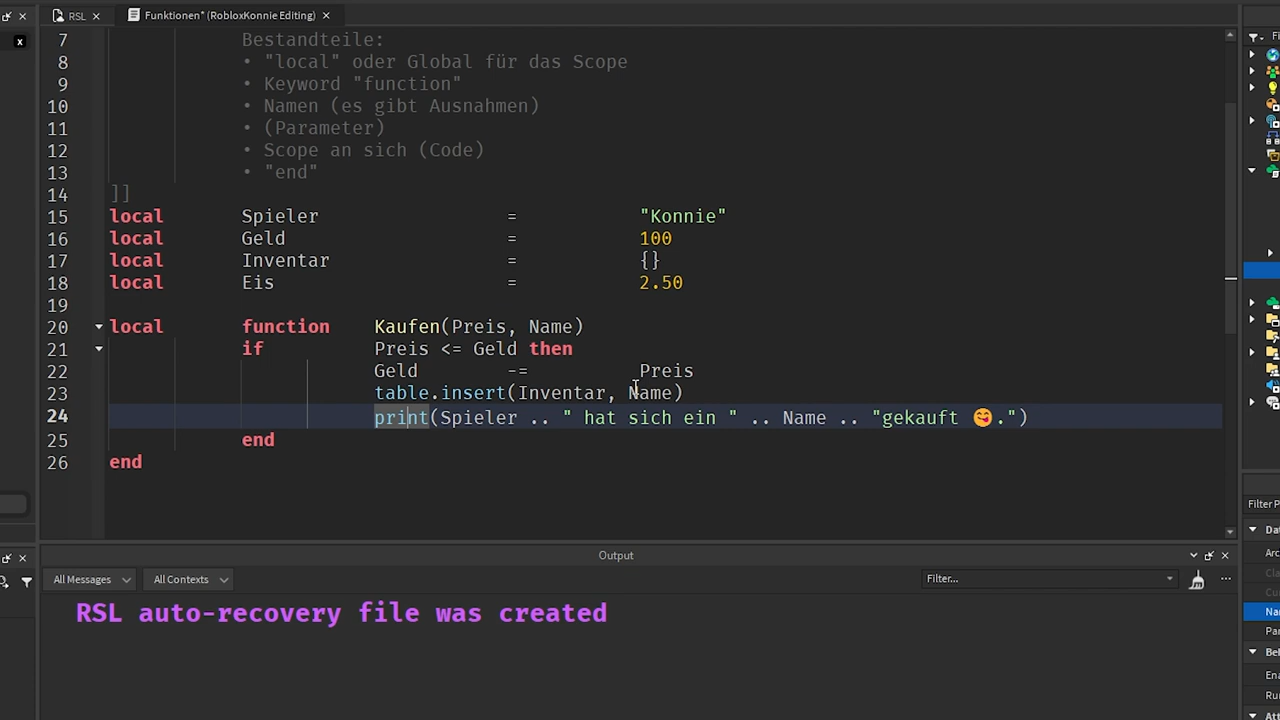 RSL
Funktionen* (RobloxKonnie Editing)
7 Bestandteile:
8 • "local" oder Global für das Scope
9 • Keyword "function"
10 • Namen (es gibt Ausnahmen)
11 • (Parameter)
12 • Scope an sich (Code)
13 • "end"
14 ]]
15 local Spieler = "Konnie"
16 local Geld = 100
17 local Inventar = {}
18 local Eis = 2.50
19
20 local function Kaufen(Preis, Name)
21 if Preis <= Geld then
22 Geld -= Preis
23 table.insert(Inventar, Name)
24 print(Spieler .. " hat sich ein " .. Name .. "gekauft 😋.")
25 end
26 end
Output
All Messages All Contexts Filter...
RSL auto-recovery file was created
Filter P